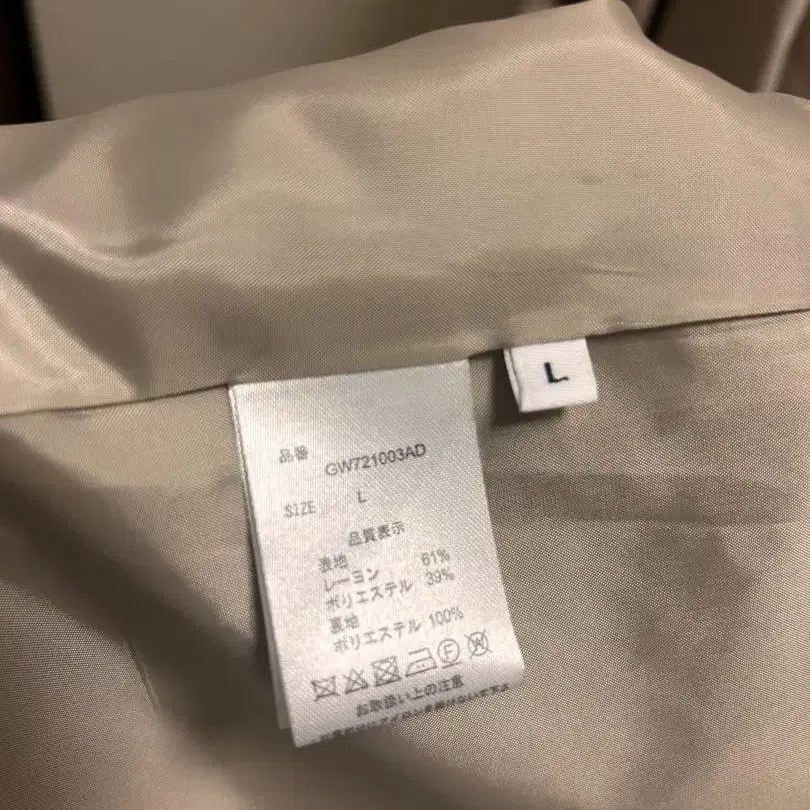 L
品番 GW721003AD
SIZE L
品質表示
表地
レーヨン 61%
ポリエステル 39%
裏地
ポリエステル 100%
F
お取扱い上の注意